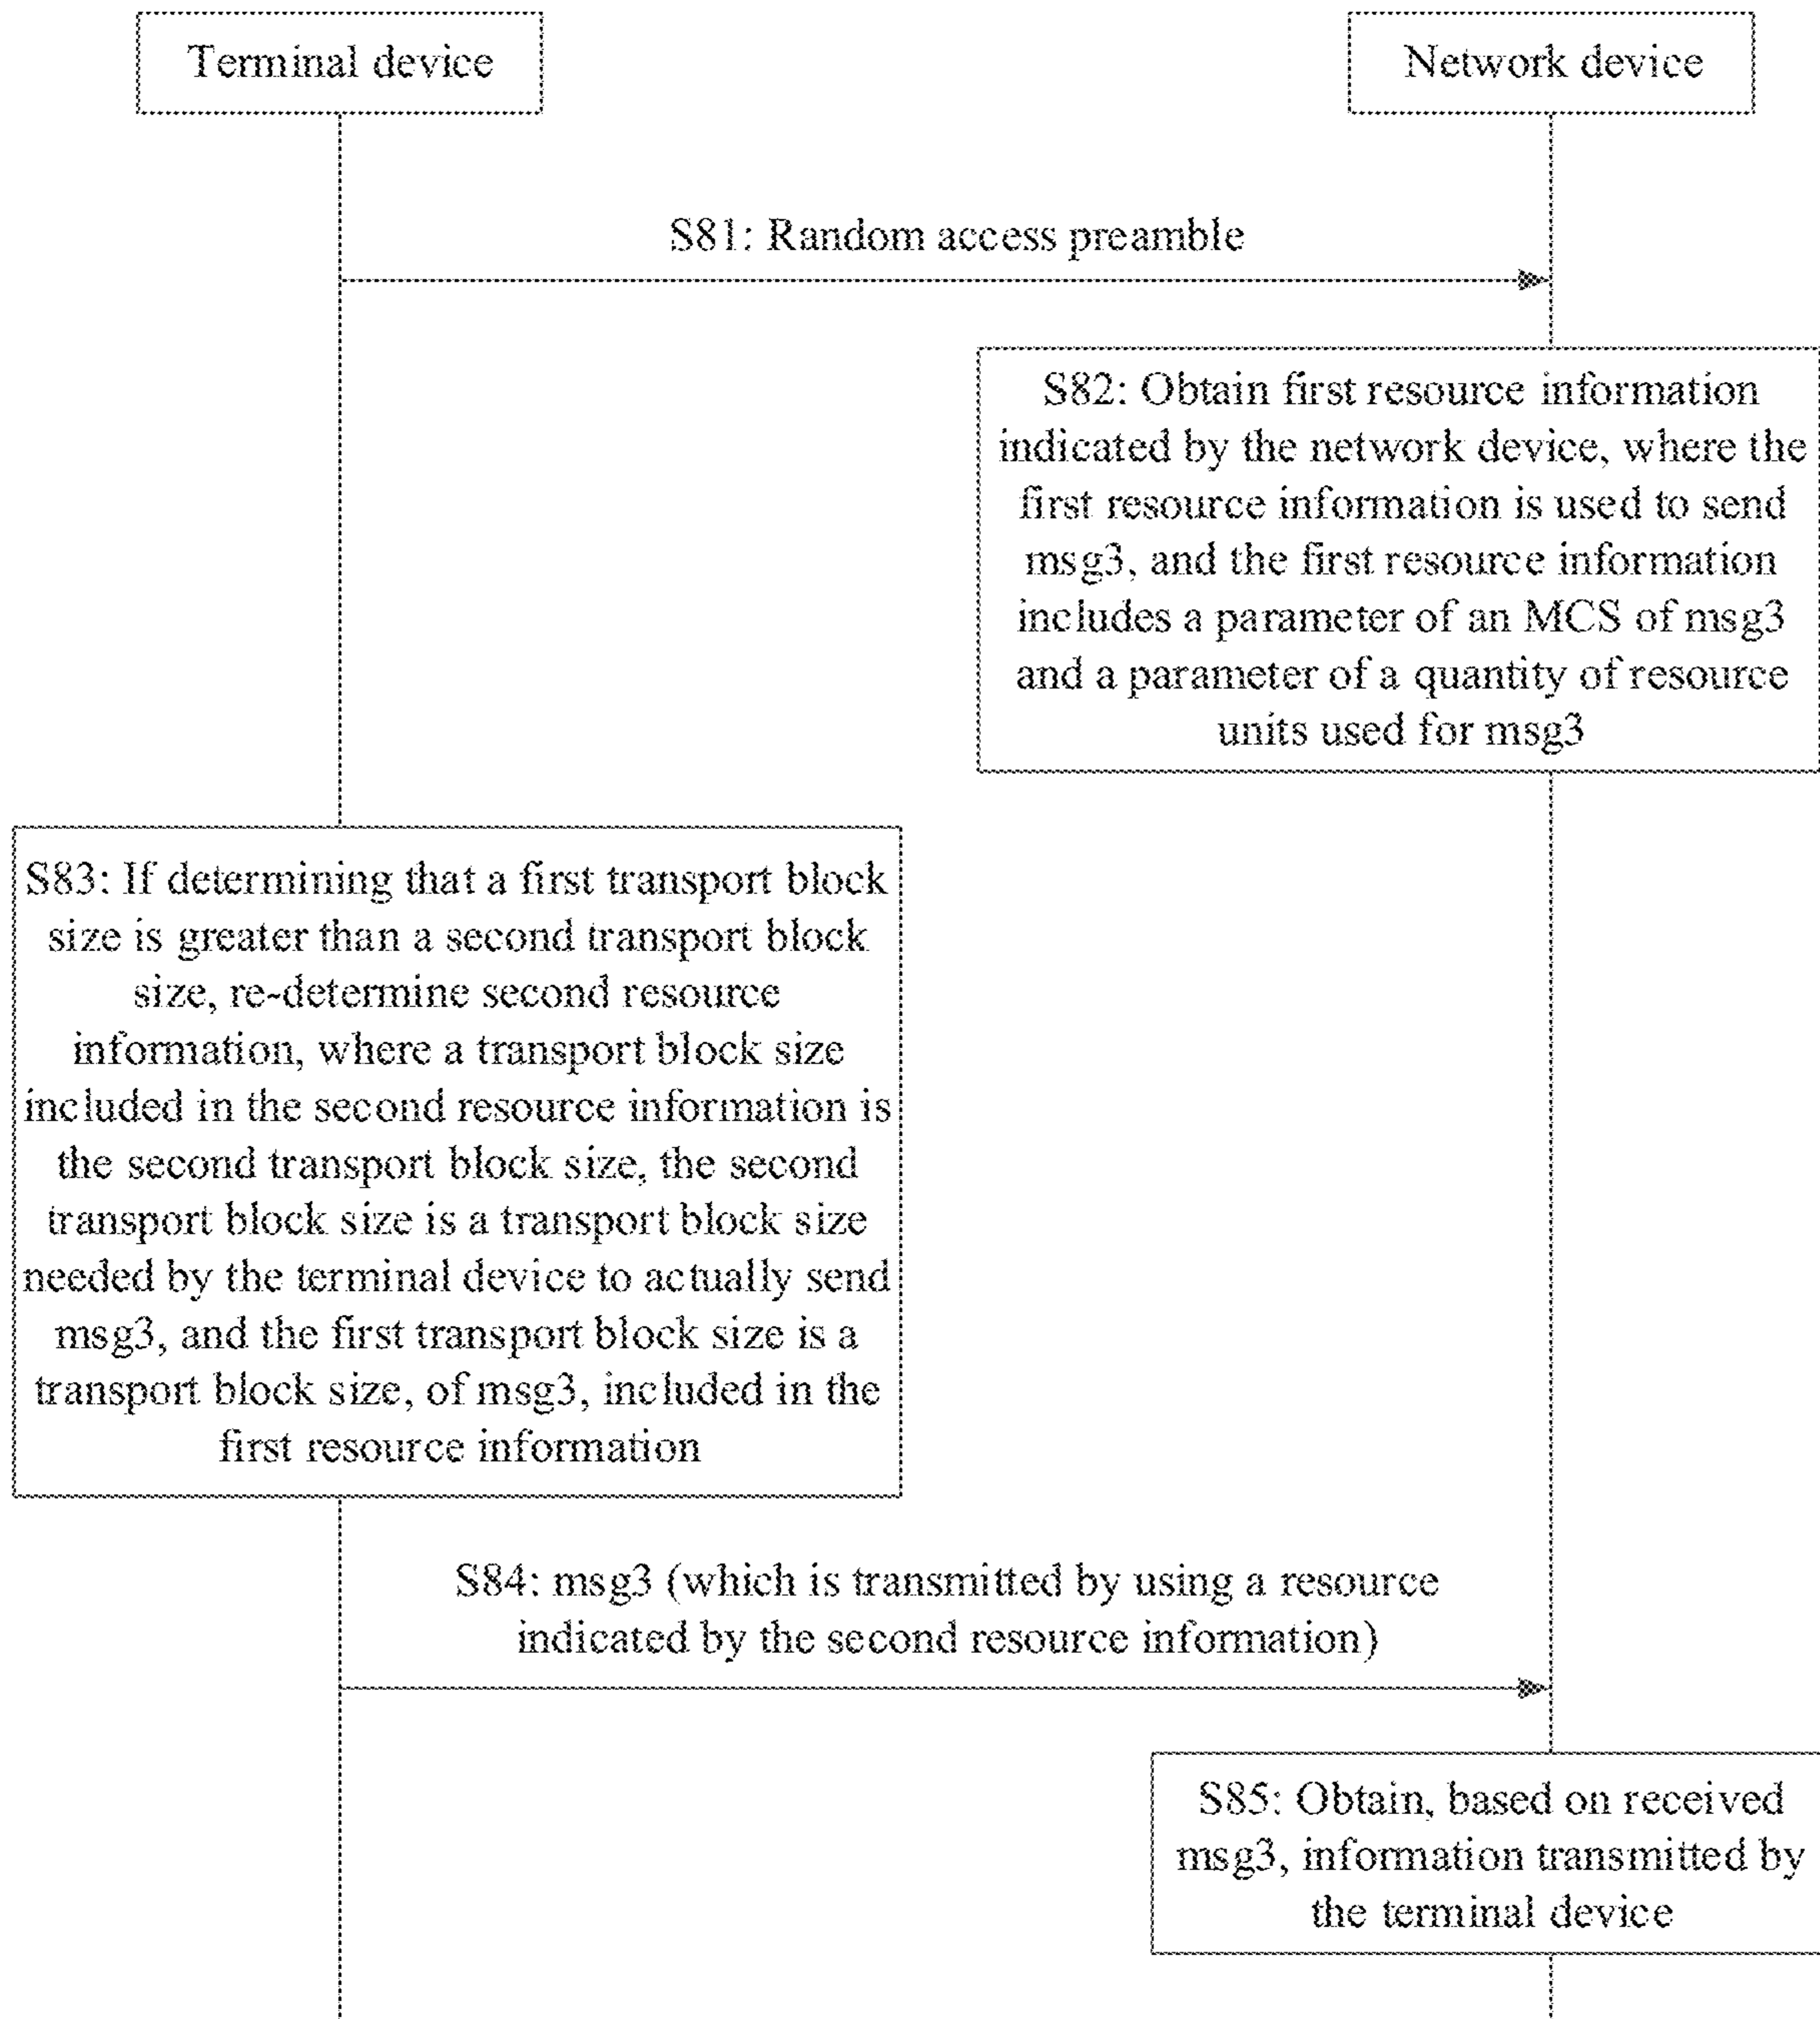 Terminal device
Network device
S81: Random access preamble
S82: Obtain first resource information
indicated by the network device, where the
first resource information is used to send
msg3, and the first resource information
includes a parameter of an MCS of msg3
and a parameter of a quantity of resource
units used for msg3
S83: If determining that a first transport block
size is greater than a second transport block
size, re-determine second resource
information, where a transport block size
included in the second resource information is
the second transport block size, the second
transport block size is a transport block size
needed by the terminal device to actually send
msg3, and the first transport block size is a
transport block size, of msg3, included in the
first resource information
S84: msg3 (which is transmitted by using a resource
indicated by the second resource information)
S85: Obtain, based on received
msg3, information transmitted by
the terminal device